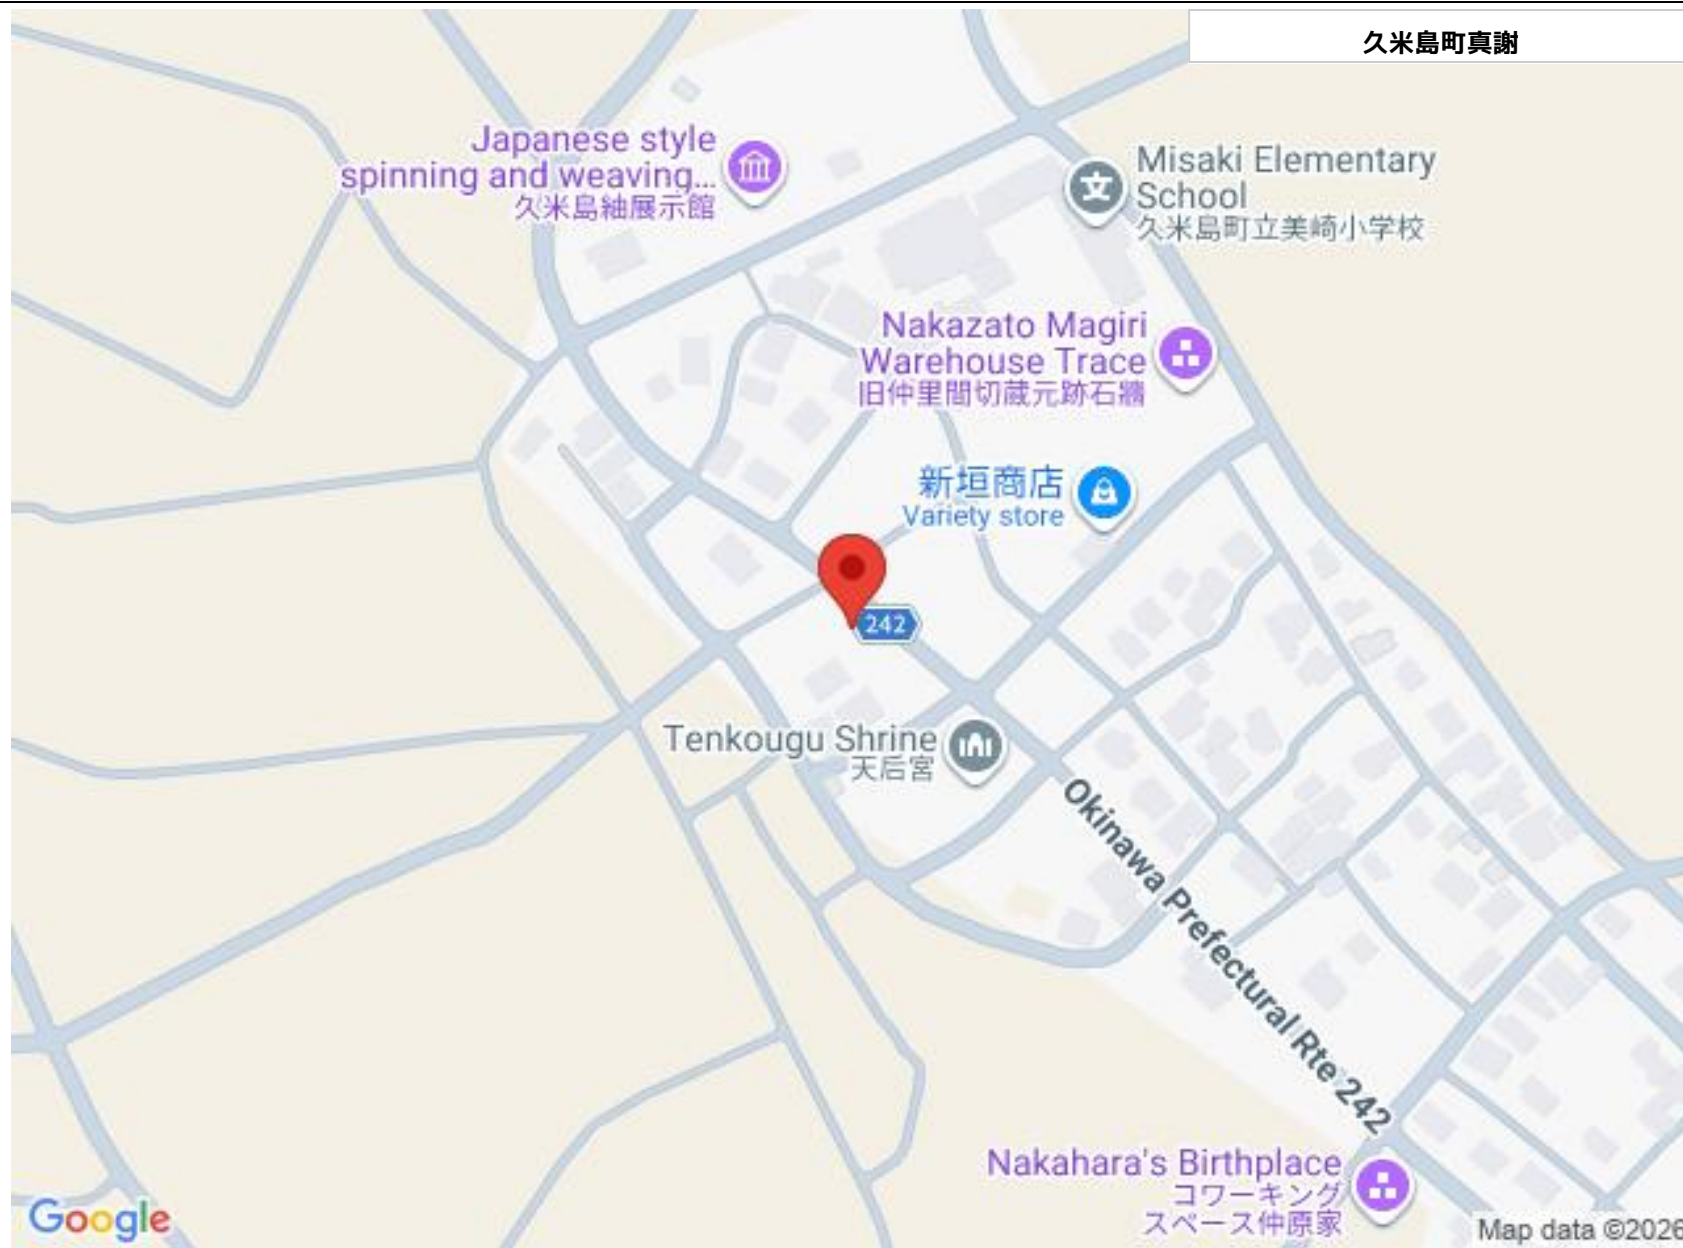 久米島町真謝
Japanese style
spinning and weaving...
久米島紬展示館
Misaki Elementary
School
久米島町立美崎小学校
Nakazato Magiri
Warehouse Trace
旧仲里間切蔵元跡石牆
新垣商店
Variety store
242
Tenkougu Shrine
天后宮
Okinawa Prefectural Rte 242
Nakahara's Birthplace
コワーキング
スペース仲原家
Google
Map data ©2026